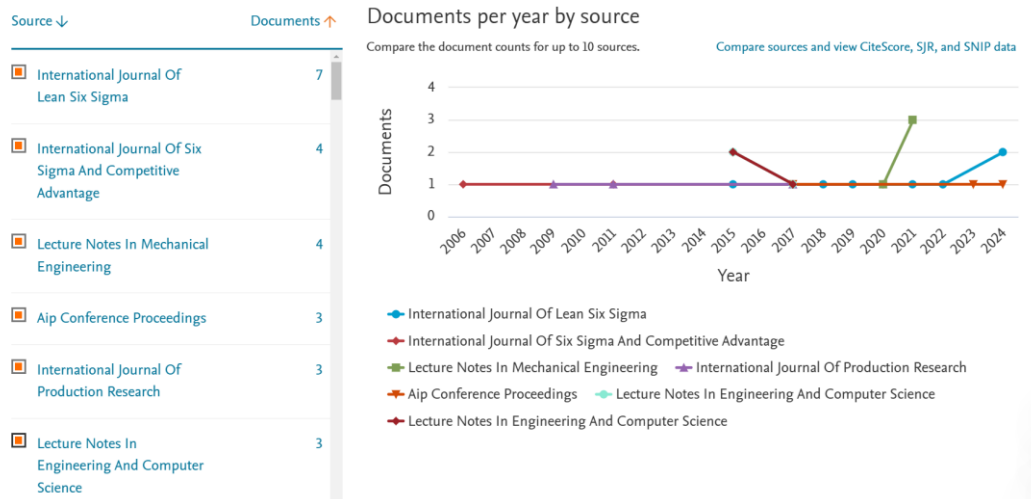 Source ↓ Documents ↑
International Journal Of
Lean Six Sigma
7
International Journal Of Six
Sigma And Competitive
Advantage
4
Lecture Notes In Mechanical
Engineering
4
Aip Conference Proceedings
3
International Journal Of
Production Research
3
Lecture Notes In
Engineering And Computer
Science
3
Documents per year by source
Compare the document counts for up to 10 sources.
Compare sources and view CiteScore, SJR, and SNIP data
Documents
4
3
2
1
0
2006 2007 2008 2009 2010 2011 2012 2013 2014 2015 2016 2017 2018 2019 2020 2021 2022 2023 2024
Year
International Journal Of Lean Six Sigma
International Journal Of Six Sigma And Competitive Advantage
Lecture Notes In Mechanical Engineering International Journal Of Production Research
Aip Conference Proceedings Lecture Notes In Engineering And Computer Science
Lecture Notes In Engineering And Computer Science